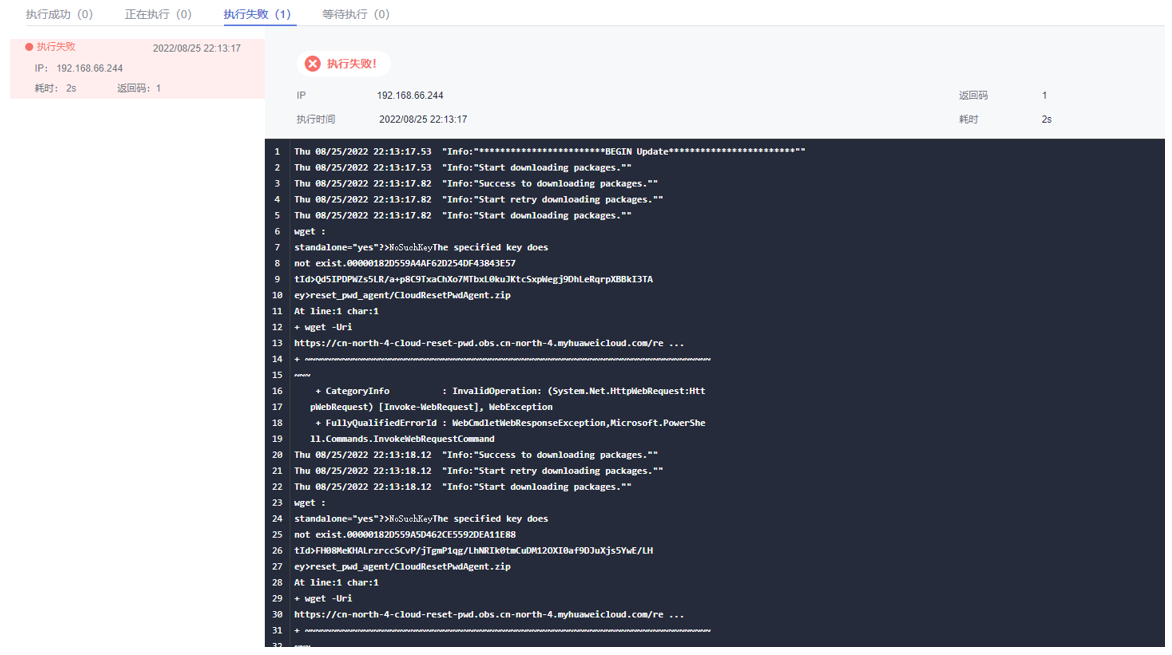 执行成功（0） 正在执行（0） 执行失败（1） 等待执行（0）
执行失败 2022/08/25 22:13:17
IP： 192.168.66.244
耗时： 2s 返回码：1
执行失败!
IP 192.168.66.244 返回码 1
执行时间 2022/08/25 22:13:17 耗时 2s
1 Thu 08/25/2022 22:13:17.53 "Info:"************************BEGIN Update************************""
2 Thu 08/25/2022 22:13:17.53 "Info:"Start downloading packages.""
3 Thu 08/25/2022 22:13:17.82 "Info:"Success to downloading packages.""
4 Thu 08/25/2022 22:13:17.82 "Info:"Start retry downloading packages.""
5 Thu 08/25/2022 22:13:17.82 "Info:"Start downloading packages.""
6 wget :
7 standalone="yes"?>NoSuchKeyThe specified key does
8 not exist.00000182D559A4AF62D254DF43843E57
9 tId>Qd5IPDPWZs5LR/a+p8C9TxaChXo7MTbxL0kuJKtcSxpWegj9DhLeRqrpXBBkI3TA
10 ey>reset_pwd_agent/CloudResetPwdAgent.zip
11 At line:1 char:1
12 + wget -Uri
13 https://cn-north-4-cloud-reset-pwd.obs.cn-north-4.myhuaweicloud.com/re ...
14 + ~~~~~~~~~~~~~~~~~~~~~~~~~~~~~~~~~~~~~~~~~~~~~~~~~~~~~~~~~~~~~~~~~~~~~~~~~~~~~
15 ~~~
16 + CategoryInfo : InvalidOperation: (System.Net.HttpWebRequest:Htt
17 pWebRequest) [Invoke-WebRequest], WebException
18 + FullyQualifiedErrorId : WebCmdletWebResponseException,Microsoft.PowerShe
19 ll.Commands.InvokeWebRequestCommand
20 Thu 08/25/2022 22:13:18.12 "Info:"Success to downloading packages.""
21 Thu 08/25/2022 22:13:18.12 "Info:"Start retry downloading packages.""
22 Thu 08/25/2022 22:13:18.12 "Info:"Start downloading packages.""
23 wget :
24 standalone="yes"?>NoSuchKeyThe specified key does
25 not exist.00000182D559A5D462CE5592DEA11E88
26 tId>FH08MeKHALrzrccSCvP/jTgmP1qg/LhNRIk0tmCuDM12OXI0af9DJuXjs5YwE/LH
27 ey>reset_pwd_agent/CloudResetPwdAgent.zip
28 At line:1 char:1
29 + wget -Uri
30 https://cn-north-4-cloud-reset-pwd.obs.cn-north-4.myhuaweicloud.com/re ...
31 + ~~~~~~~~~~~~~~~~~~~~~~~~~~~~~~~~~~~~~~~~~~~~~~~~~~~~~~~~~~~~~~~~~~~~~~~~~~~~~
32 ~~~